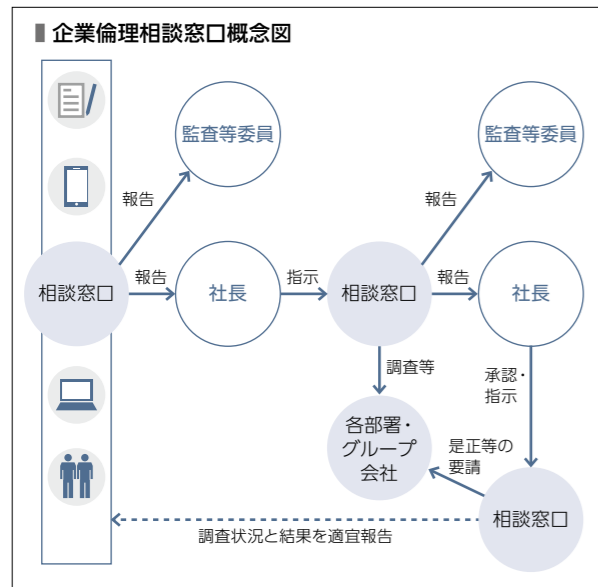 企業倫理相談窓口概念図
監査等委員
監査等委員
報告
報告
相談窓口
報告
社長
指示
相談窓口
報告
社長
調査等
承認・
指示
各部署・
グループ
会社
是正等の
要請
相談窓口
調査状況と結果を適宜報告